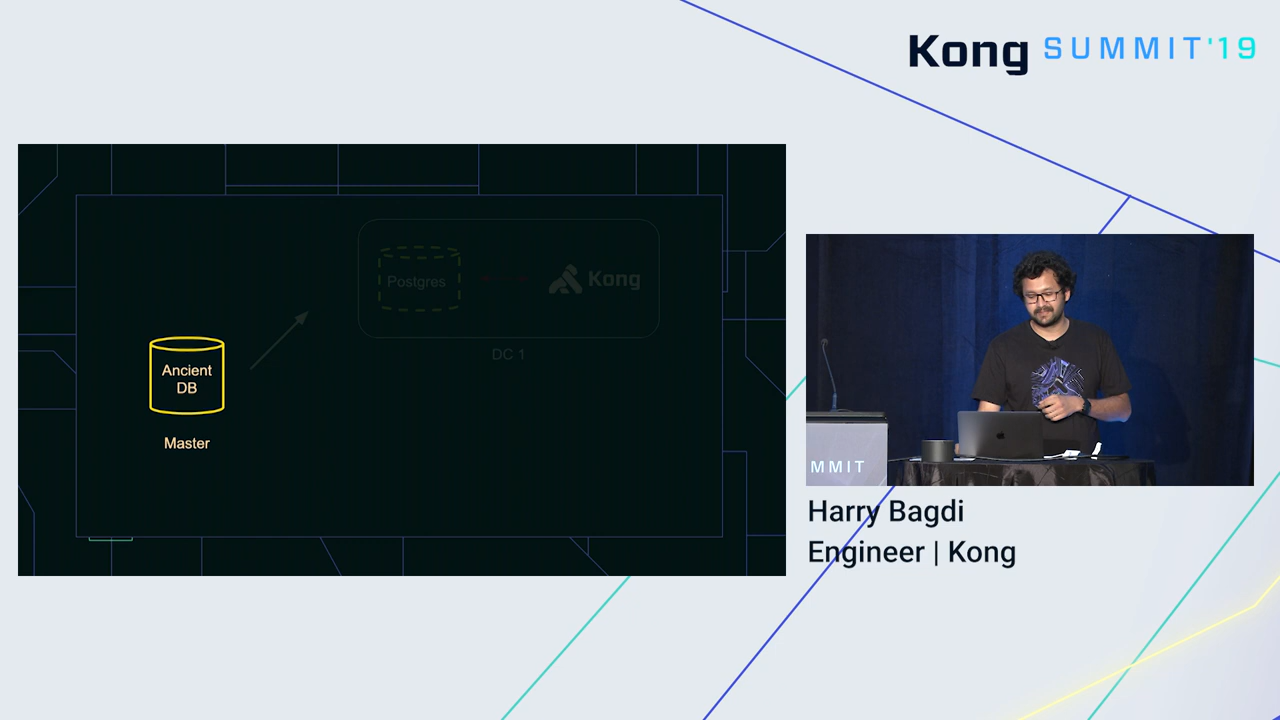 Kong SUMMIT'19
Postgres
Kong
DC 1
Ancient
DB
Master
MMIT
Harry Bagdi
Engineer | Kong